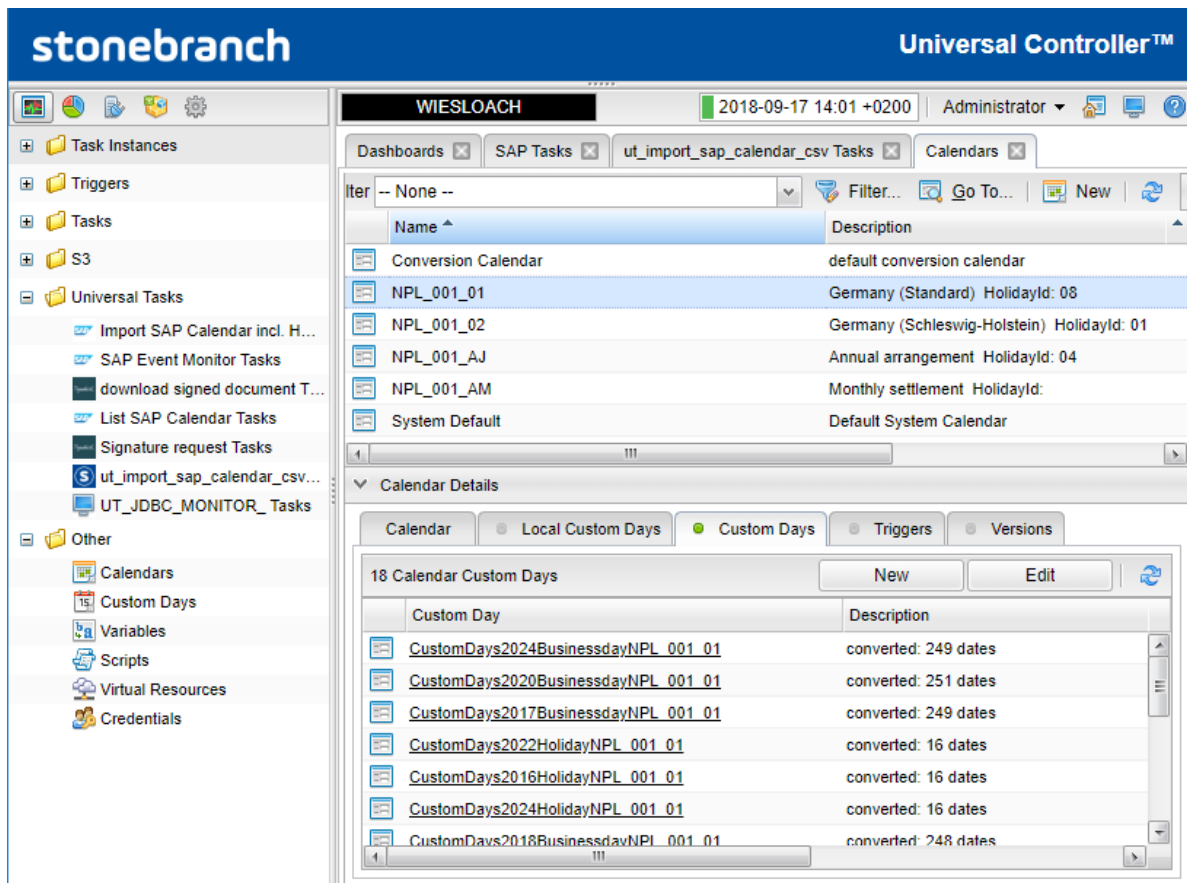 stonebranch
Universal Controller™
WIESLOACH
2018-09-17 14:01 +0200
Administrator
Task Instances
Triggers
Tasks
S3
Universal Tasks
Import SAP Calendar incl. H...
SAP Event Monitor Tasks
download signed document T...
List SAP Calendar Tasks
Signature request Tasks
ut_import_sap_calendar_csv...
UT_JDBC_MONITOR_ Tasks
Other
Calendars
Custom Days
Variables
Scripts
Virtual Resources
Credentials
Dashboards SAP Tasks ut_import_sap_calendar_csv Tasks Calendars
lter -- None -- Filter... Go To... New
Name Description
Conversion Calendar default conversion calendar
NPL_001_01 Germany (Standard) HolidayId: 08
NPL_001_02 Germany (Schleswig-Holstein) HolidayId: 01
NPL_001_AJ Annual arrangement HolidayId: 04
NPL_001_AM Monthly settlement HolidayId:
System Default Default System Calendar
Calendar Details
Calendar Local Custom Days Custom Days Triggers Versions
18 Calendar Custom Days New Edit
Custom Day Description
CustomDays2024BusinessdayNPL_001_01 converted: 249 dates
CustomDays2020BusinessdayNPL_001_01 converted: 251 dates
CustomDays2017BusinessdayNPL_001_01 converted: 249 dates
CustomDays2022HolidayNPL_001_01 converted: 16 dates
CustomDays2016HolidayNPL_001_01 converted: 16 dates
CustomDays2024HolidayNPL_001_01 converted: 16 dates
CustomDays2018BusinessdayNPL_001_01 converted: 248 dates